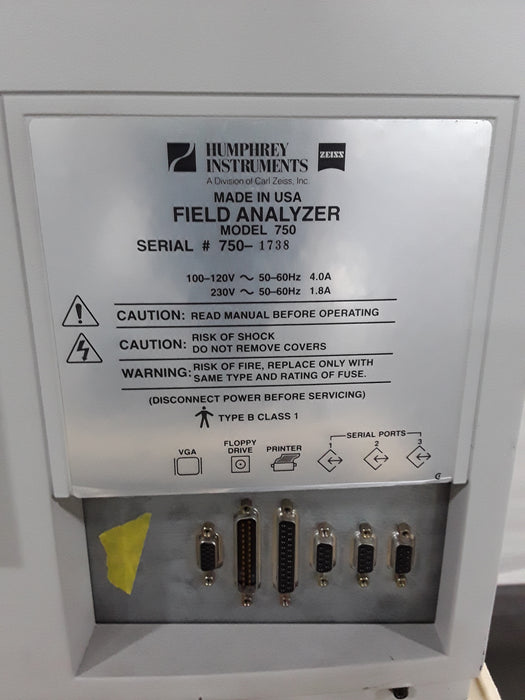 HUMPHREY
INSTRUMENTS
ZEISS
A Division of Carl Zeiss, Inc.
MADE IN USA
FIELD ANALYZER
MODEL 750
SERIAL # 750-1738
100-120V ~ 50-60Hz 4.0A
230V ~ 50-60Hz 1.8A
CAUTION: READ MANUAL BEFORE OPERATING
CAUTION: RISK OF SHOCK
DO NOT REMOVE COVERS
WARNING: RISK OF FIRE, REPLACE ONLY WITH
SAME TYPE AND RATING OF FUSE.
(DISCONNECT POWER BEFORE SERVICING)
TYPE B CLASS 1
VGA
FLOPPY
DRIVE
PRINTER
SERIAL PORTS
1 2 3